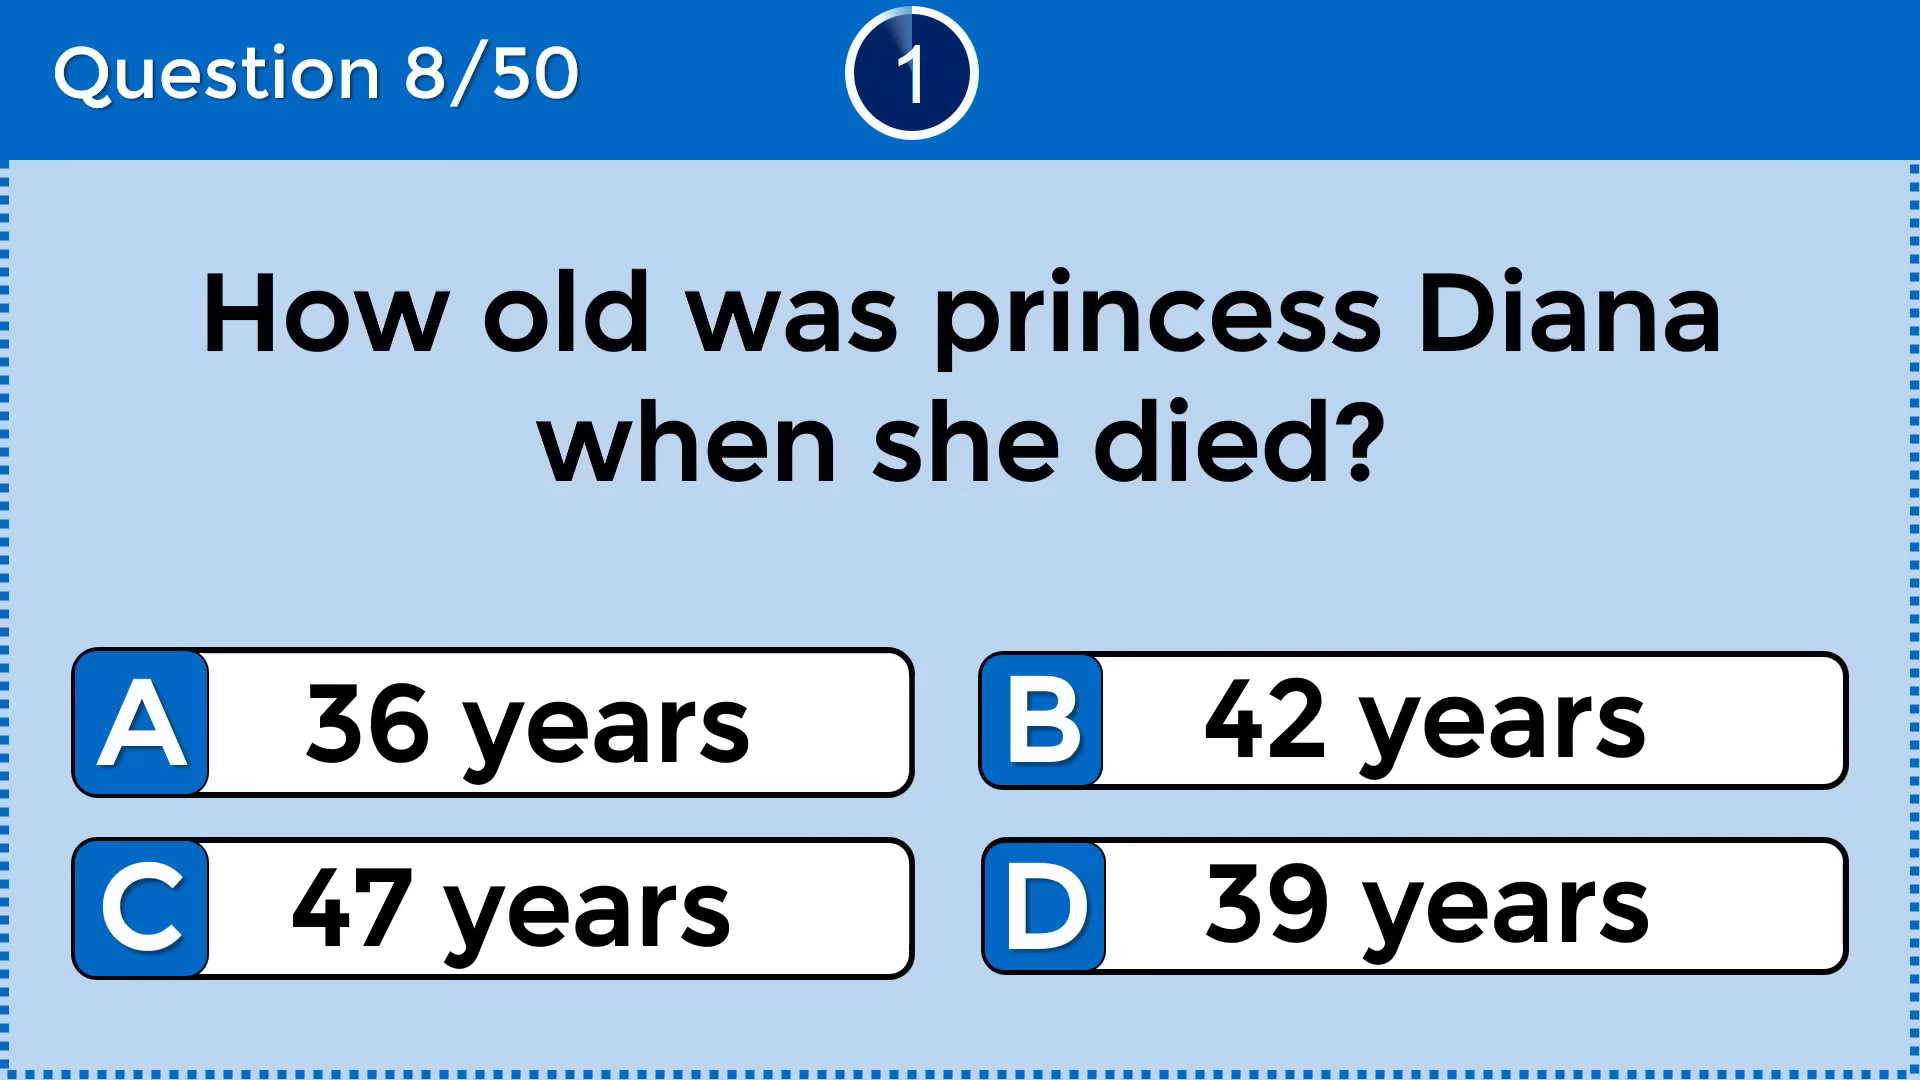 Question 8/50
1
How old was princess Diana
when she died?
A 36 years
B 42 years
C 47 years
D 39 years